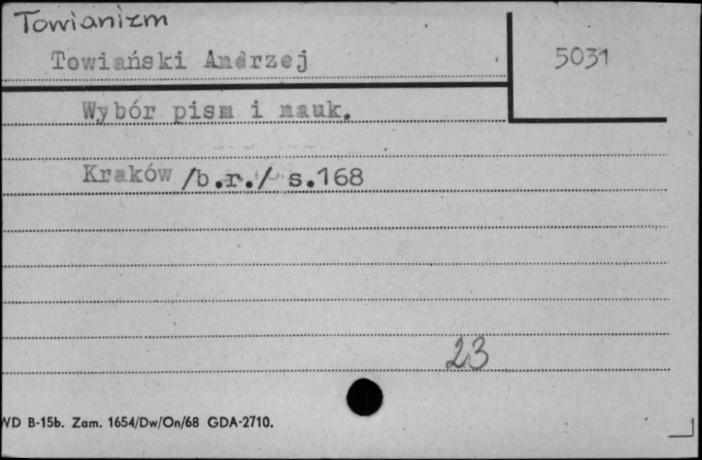 Towianizm
Towiański Andrzej
5031
Wybór pism i nauk.
Kraków /b.r./ s.168
23
WD B-15b. Zam. 1654/Dw/On/68 GDA-2710.